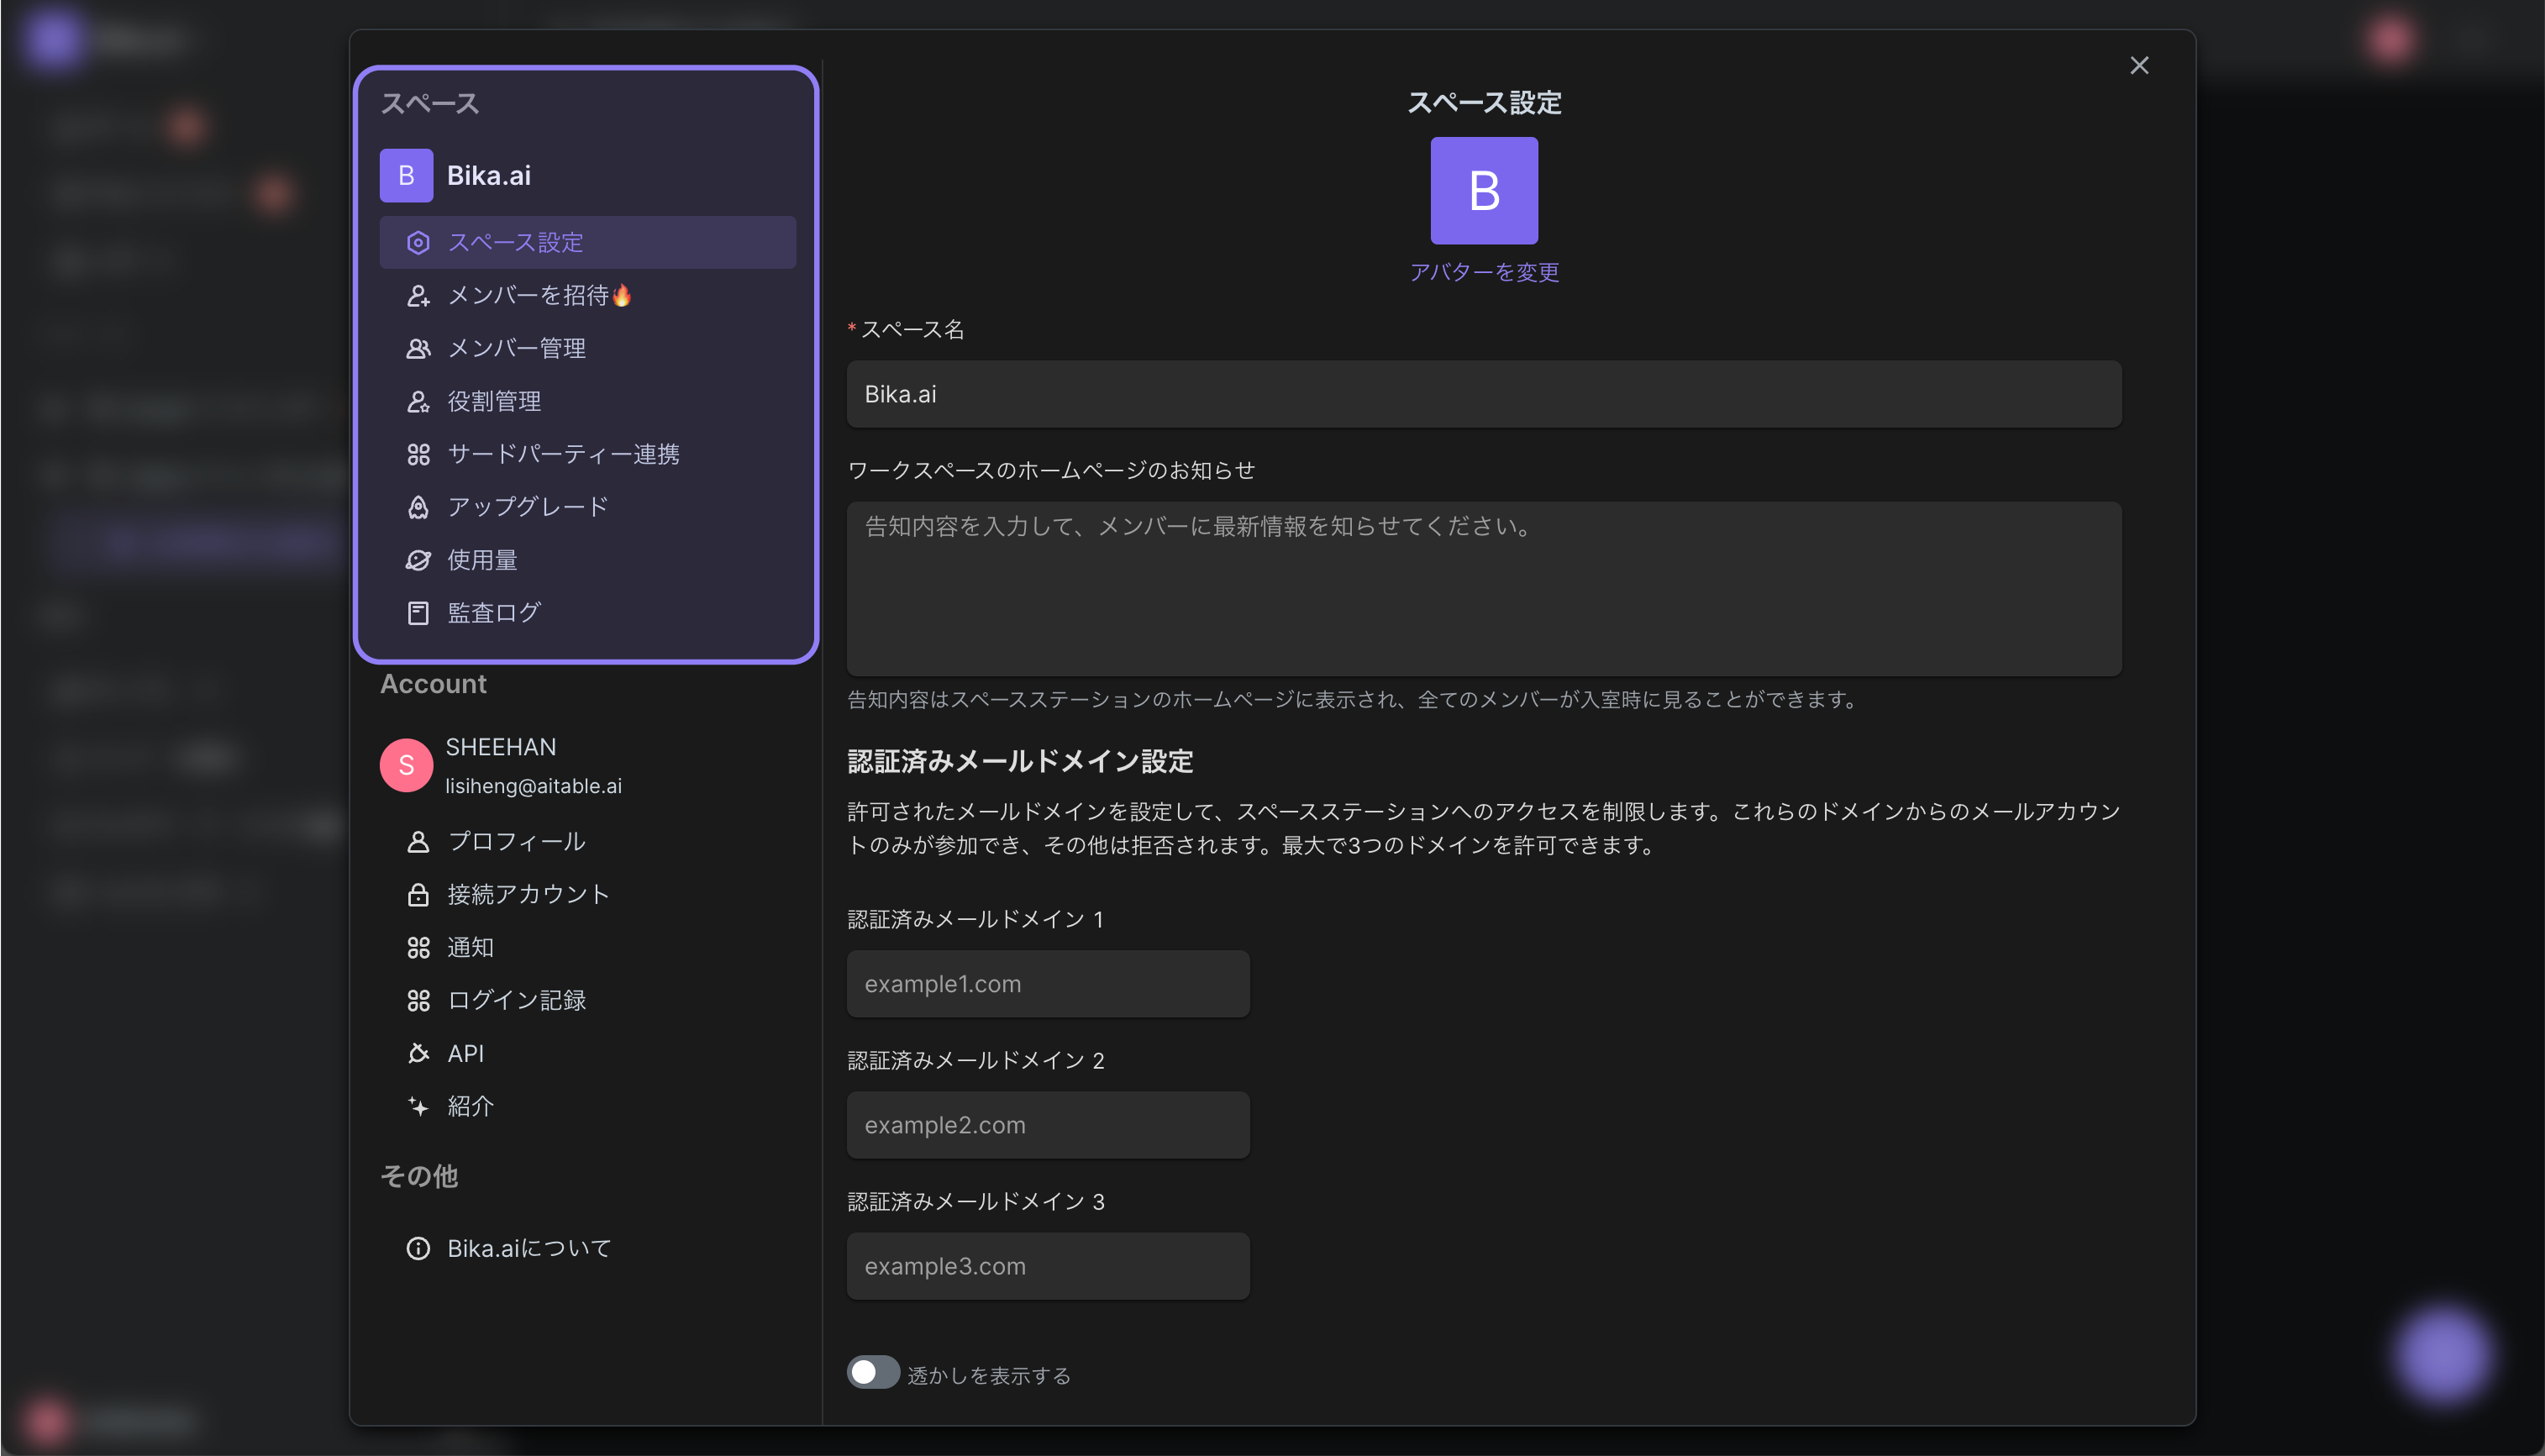 スペース
B
Bika.ai
スペース設定
メンバーを招待🔥
メンバー管理
役割管理
サードパーティー連携
アップグレード
使用量
監査ログ
Account
S
SHEEHAN
lisiheng@aitable.ai
プロフィール
接続アカウント
通知
ログイン記録
API
紹介
その他
Bika.aiについて
スペース設定
B
アバターを変更
* スペース名
Bika.ai
ワークスペースのホームページのお知らせ
告知内容を入力して、メンバーに最新情報を知らせてください。
告知内容はスペースステーションのホームページに表示され、全てのメンバーが入室時に見ることができます。
認証済みメールドメイン設定
許可されたメールドメインを設定して、スペースステーションへのアクセスを制限します。これらのドメインからのメールアカウン
トのみが参加でき、その他は拒否されます。最大で3つのドメインを許可できます。
認証済みメールドメイン 1
example1.com
認証済みメールドメイン 2
example2.com
認証済みメールドメイン 3
example3.com
透かしを表示する